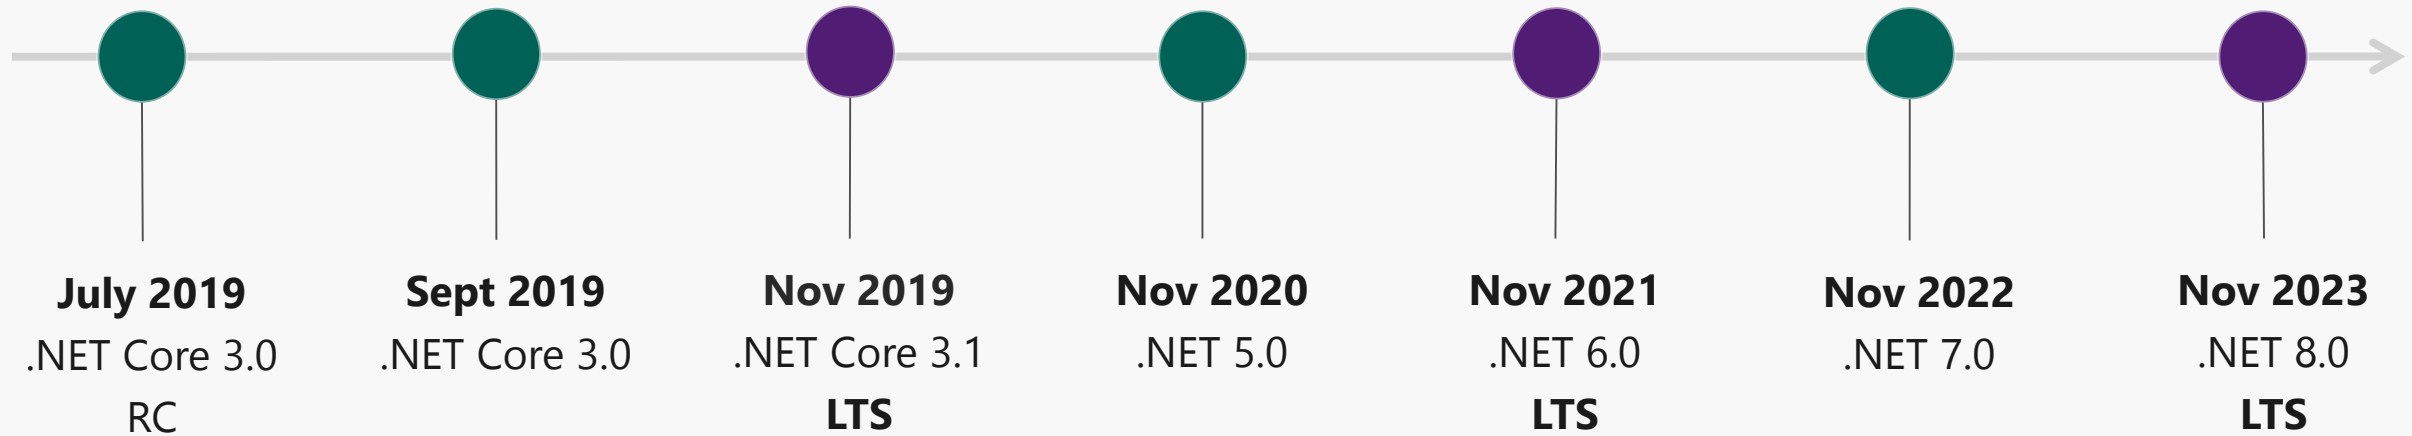 July 2019
.NET Core 3.0
RC
Sept 2019
.NET Core 3.0
Nov 2019
.NET Core 3.1
LTS
Nov 2020
.NET 5.0
Nov 2021
.NET 6.0
LTS
Nov 2022
.NET 7.0
Nov 2023
.NET 8.0
LTS